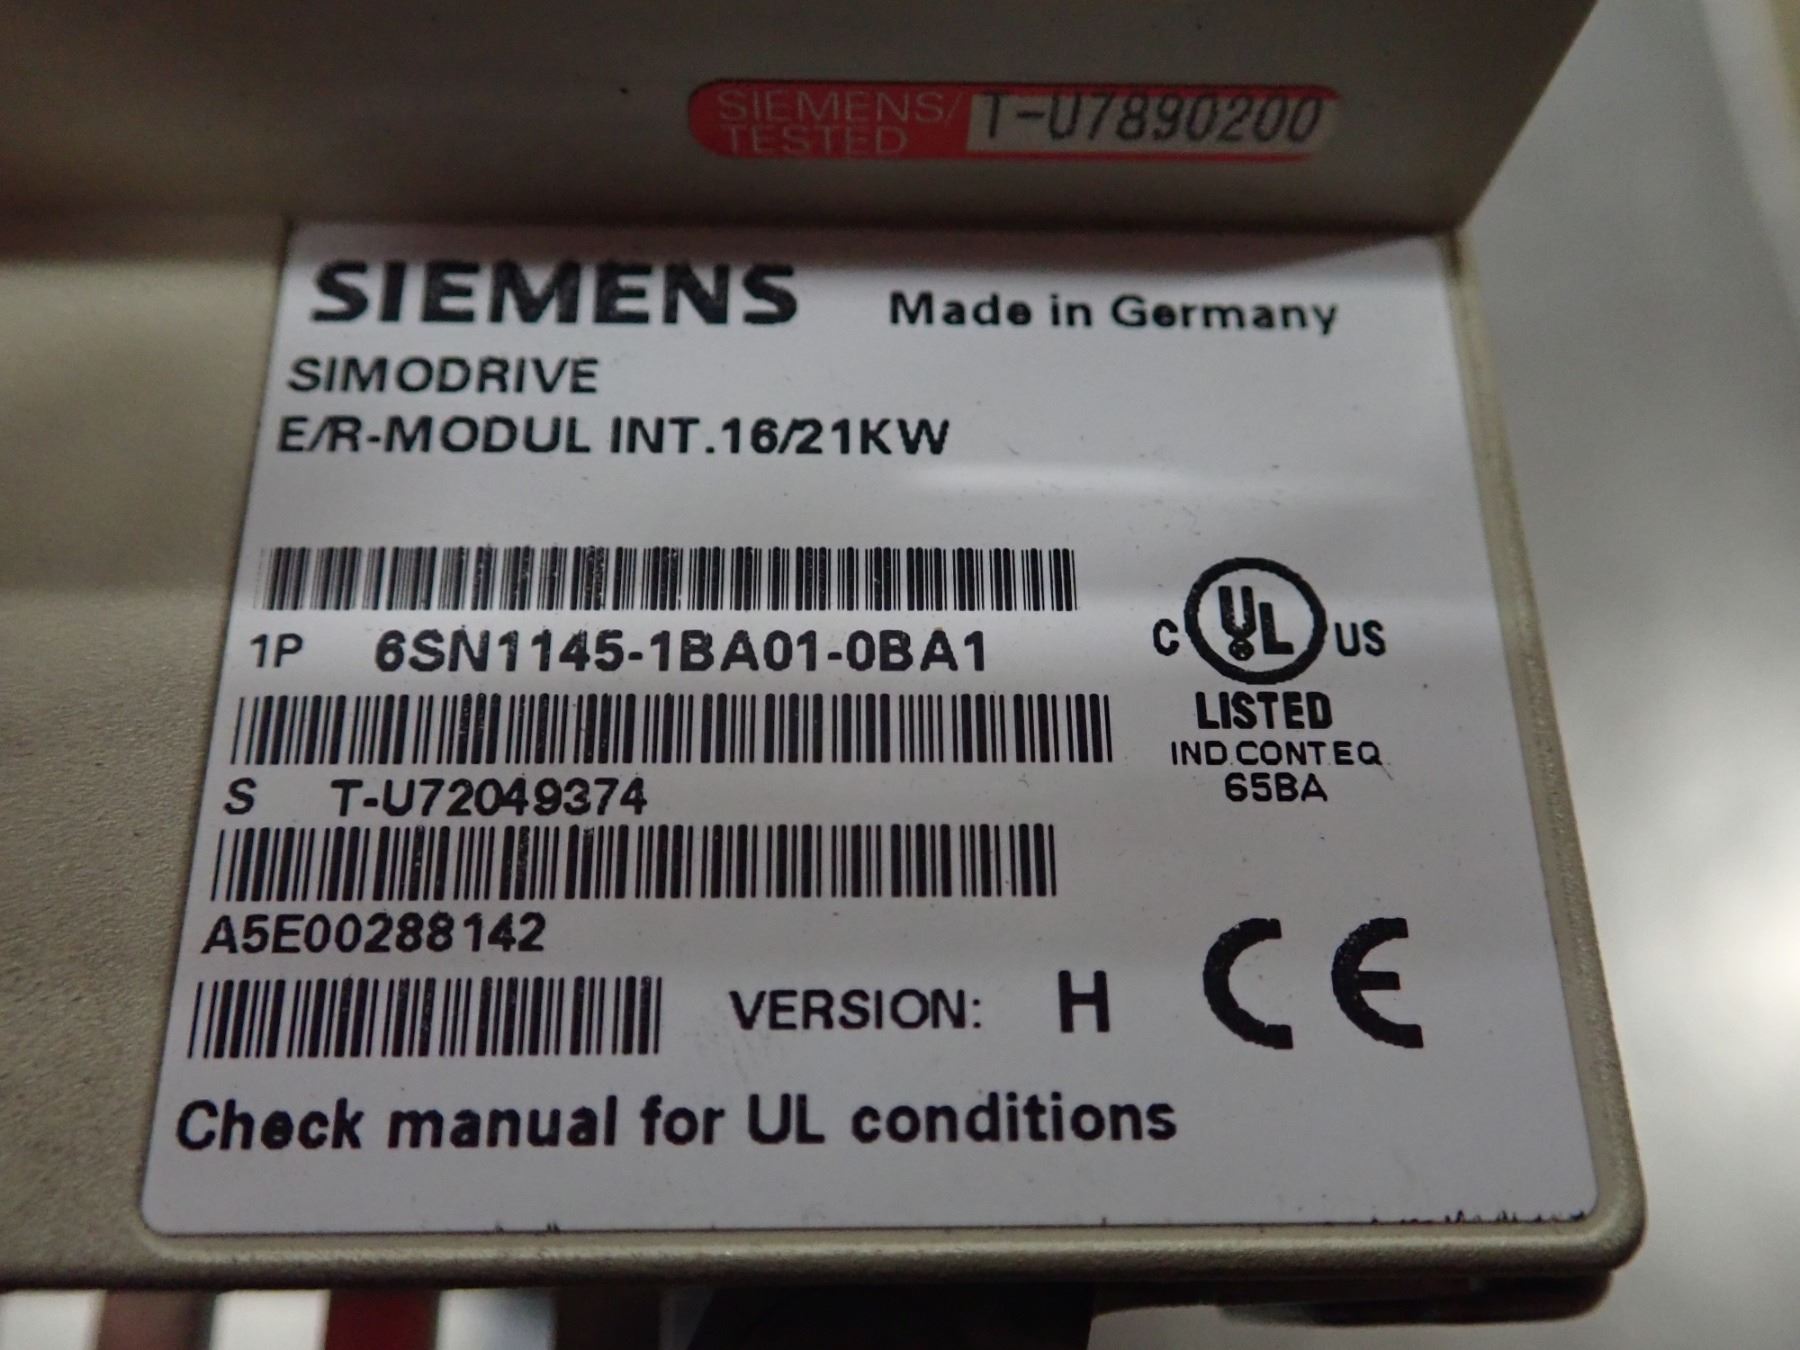 SIEMENS/ T-U7890200
TESTED
SIEMENS Made in Germany
SIMODRIVE
E/R-MODUL INT.16/21KW
1P 6SN1145-1BA01-0BA1
C UL US
LISTED
IND.CONT.EQ.
65BA
S T-U72049374
A5E00288142
VERSION: H CE
Check manual for UL conditions